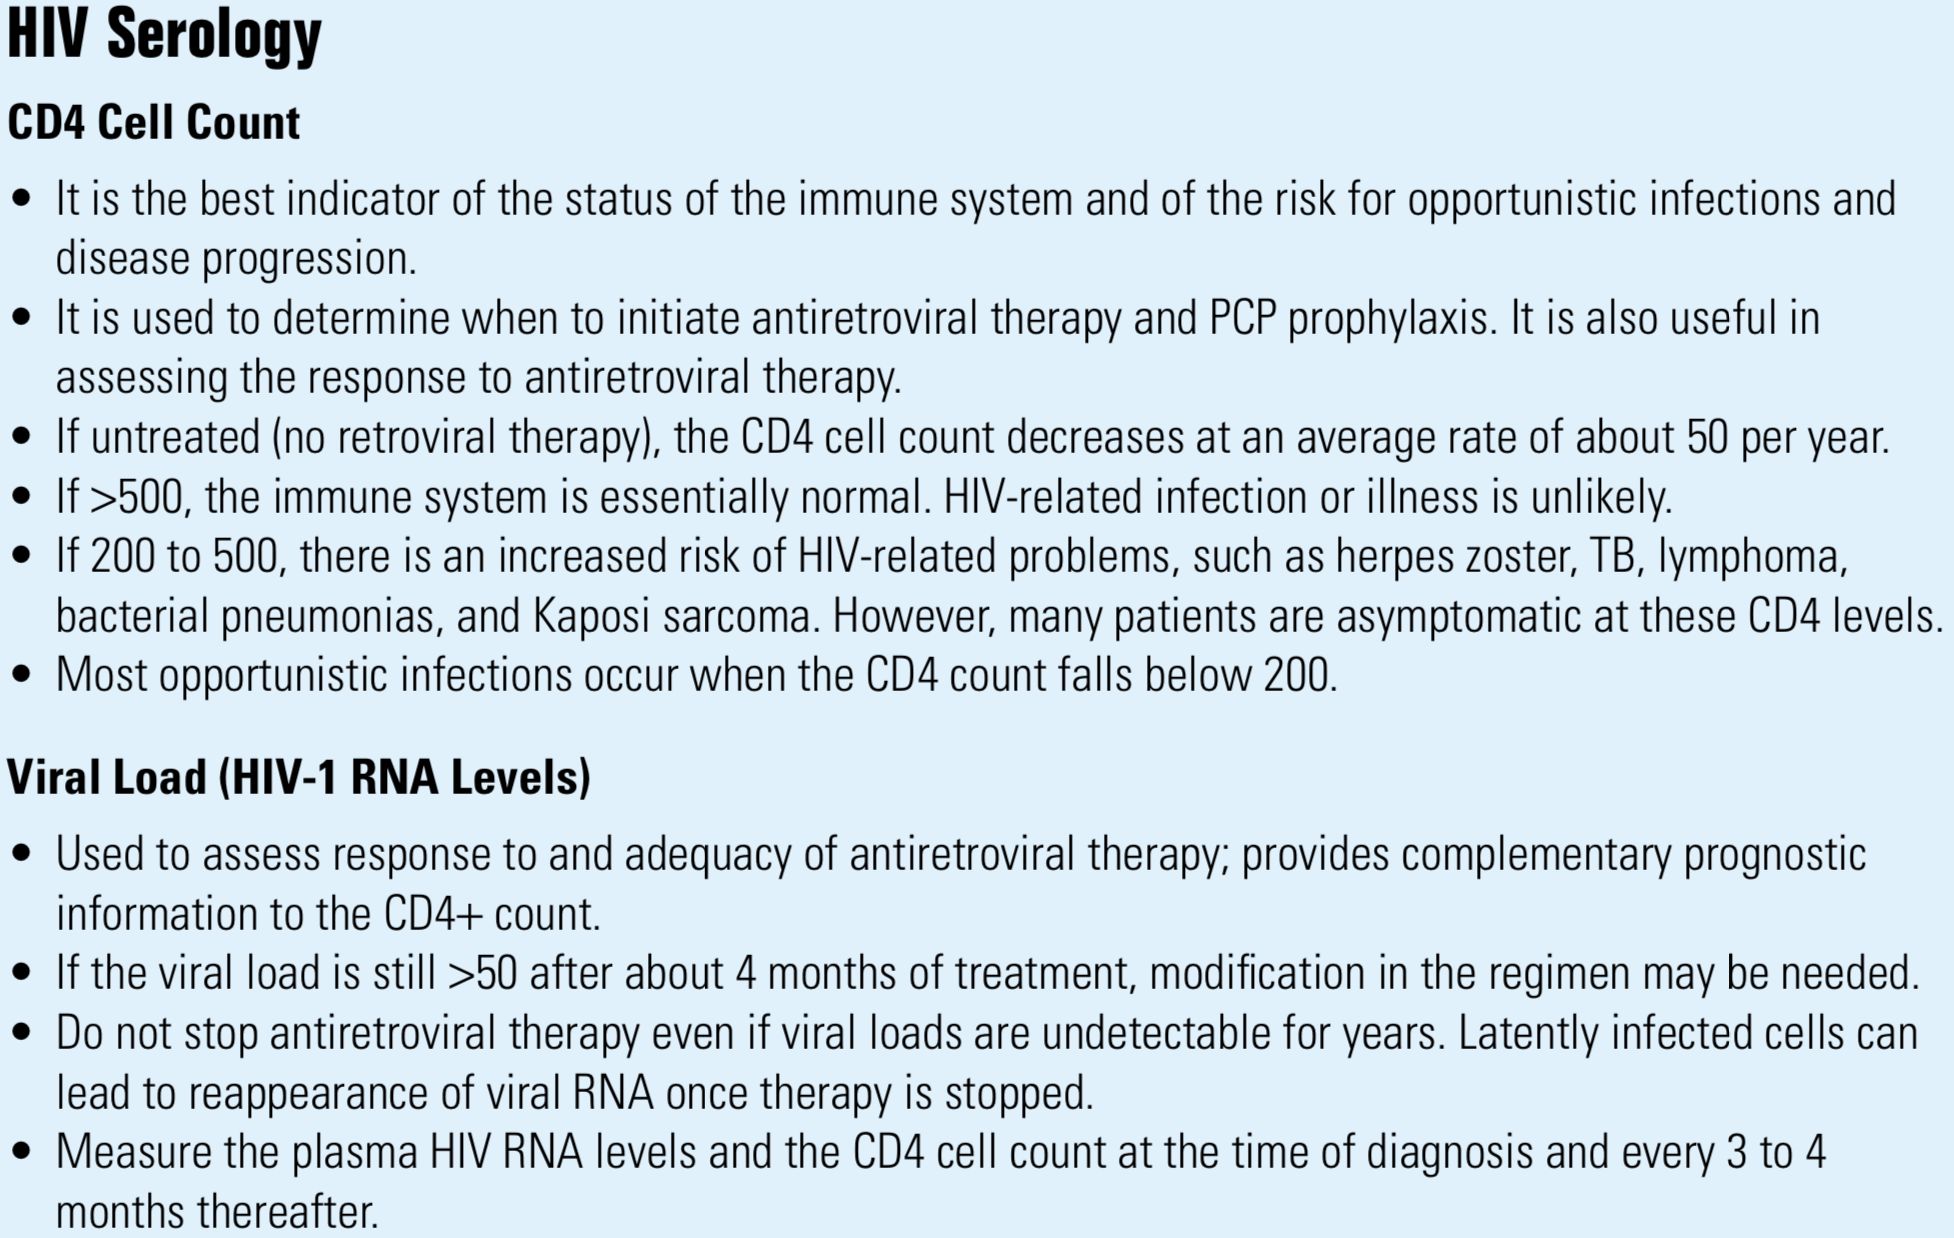 HIV Serology
CD4 Cell Count
• It is the best indicator of the status of the immune system and of the risk for opportunistic infections and
disease progression.
• It is used to determine when to initiate antiretroviral therapy and PCP prophylaxis. It is also useful in
assessing the response to antiretroviral therapy.
• If untreated (no retroviral therapy), the CD4 cell count decreases at an average rate of about 50 per year.
• If >500, the immune system is essentially normal. HIV-related infection or illness is unlikely.
• If 200 to 500, there is an increased risk of HIV-related problems, such as herpes zoster, TB, lymphoma,
bacterial pneumonias, and Kaposi sarcoma. However, many patients are asymptomatic at these CD4 levels.
• Most opportunistic infections occur when the CD4 count falls below 200.
Viral Load (HIV-1 RNA Levels)
• Used to assess response to and adequacy of antiretroviral therapy; provides complementary prognostic
information to the CD4+ count.
• If the viral load is still >50 after about 4 months of treatment, modification in the regimen may be needed.
• Do not stop antiretroviral therapy even if viral loads are undetectable for years. Latently infected cells can
lead to reappearance of viral RNA once therapy is stopped.
• Measure the plasma HIV RNA levels and the CD4 cell count at the time of diagnosis and every 3 to 4
months thereafter.